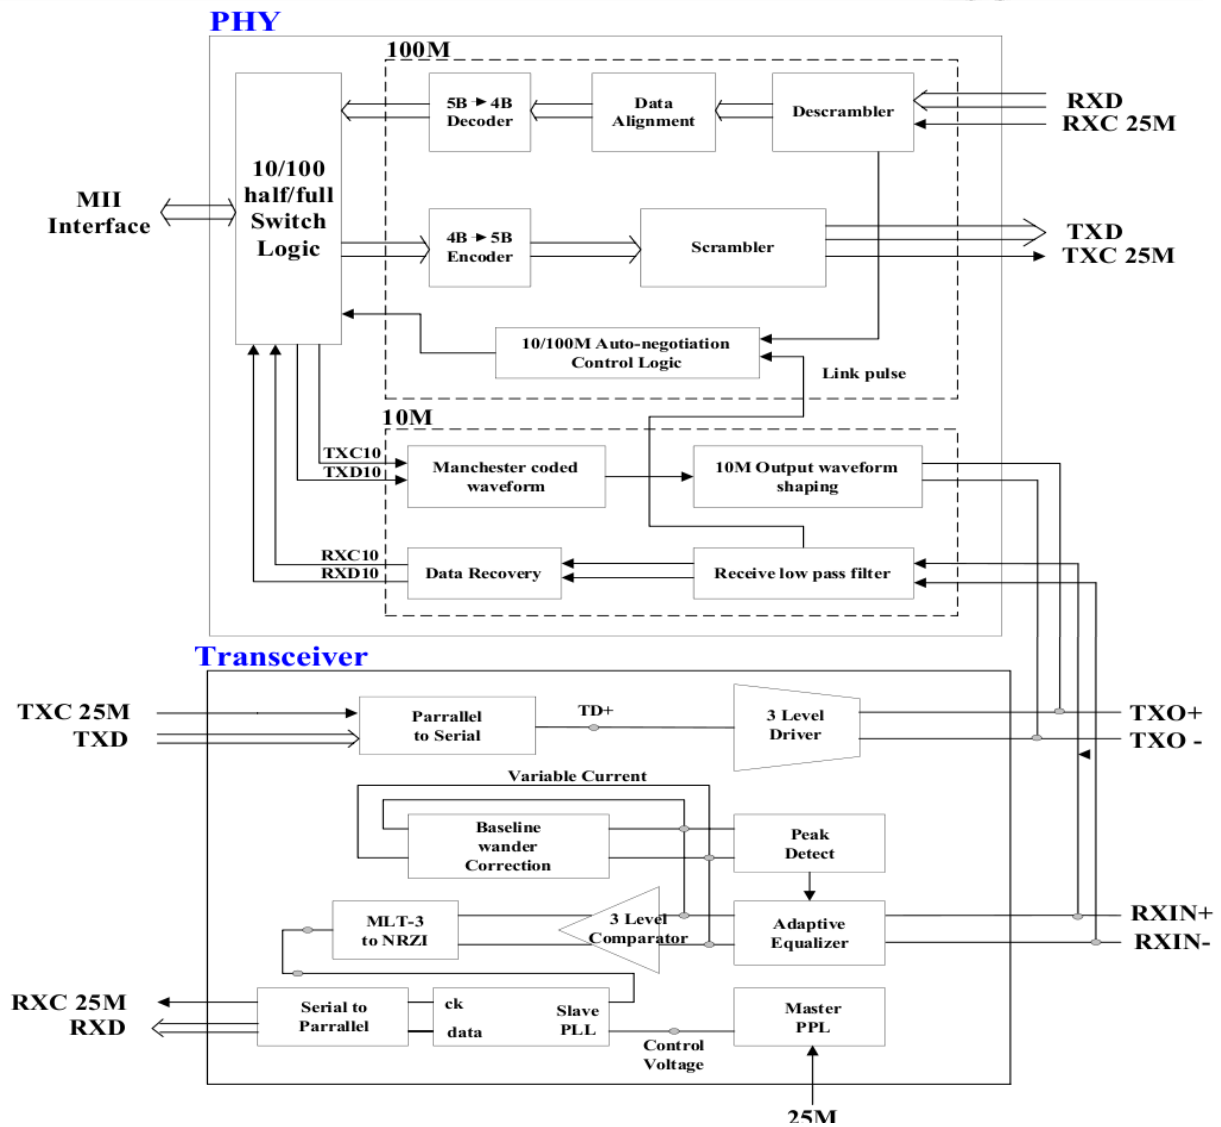 PHY
100M
5B → 4B
Decoder
Data
Alignment
Descrambler
RXD
RXC 25M
10/100
half/full
Switch
Logic
MII
Interface
4B → 5B
Encoder
Scrambler
TXD
TXC 25M
10/100M Auto-negotiation
Control Logic
Link pulse
10M
TXC10
TXD10
Manchester coded
waveform
10M Output waveform
shaping
RXC10
RXD10
Data Recovery
Receive low pass filter
Transceiver
TXC 25M
TXD
Parrallel
to Serial
TD+
3 Level
Driver
TXO+
TXO -
Variable Current
Baseline
wander
Correction
Peak
Detect
MLT-3
to NRZI
3 Level
Comparator
Adaptive
Equalizer
RXIN+
RXIN-
RXC 25M
RXD
Serial to
Parrallel
ck
data
Slave
PLL
Control
Voltage
Master
PPL
25M